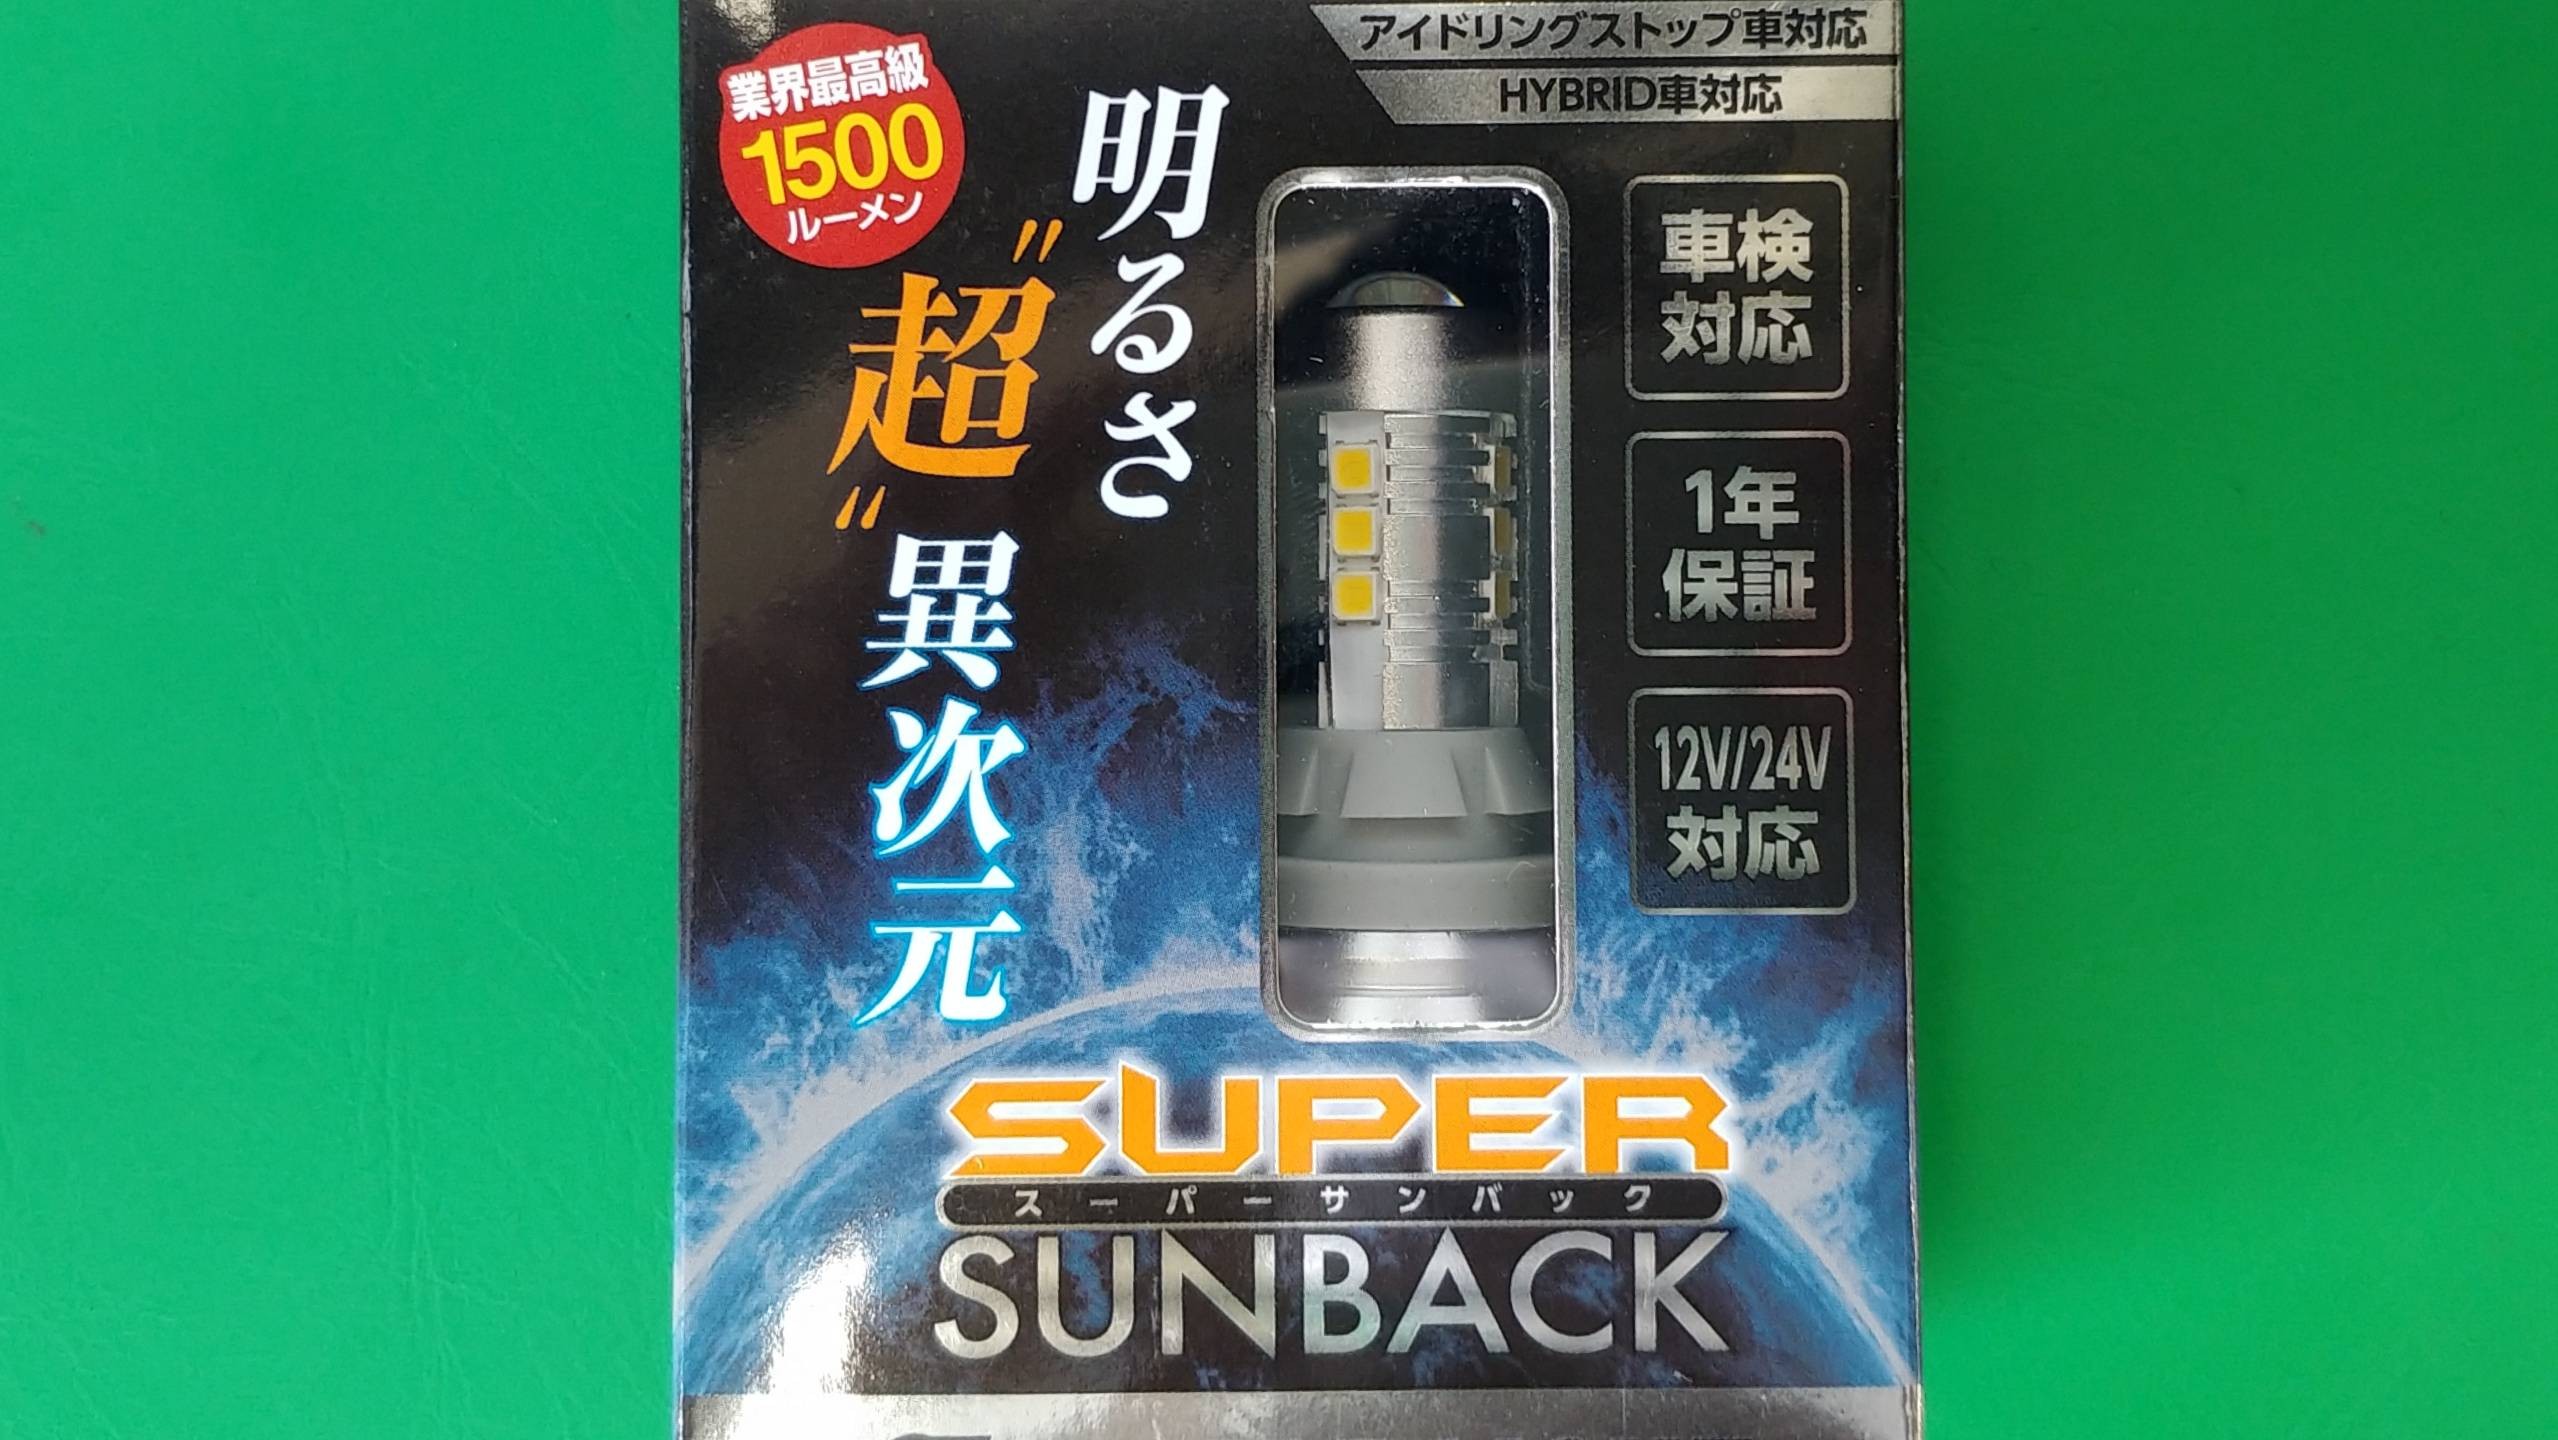 アイドリングストップ車対応
HYBRID車対応
業界最高級
1500
ルーメン
明るさ
"超"異次元
車検
対応
1年
保証
12V/24V
対応
SUPER
スーパーサンバック
SUNBACK